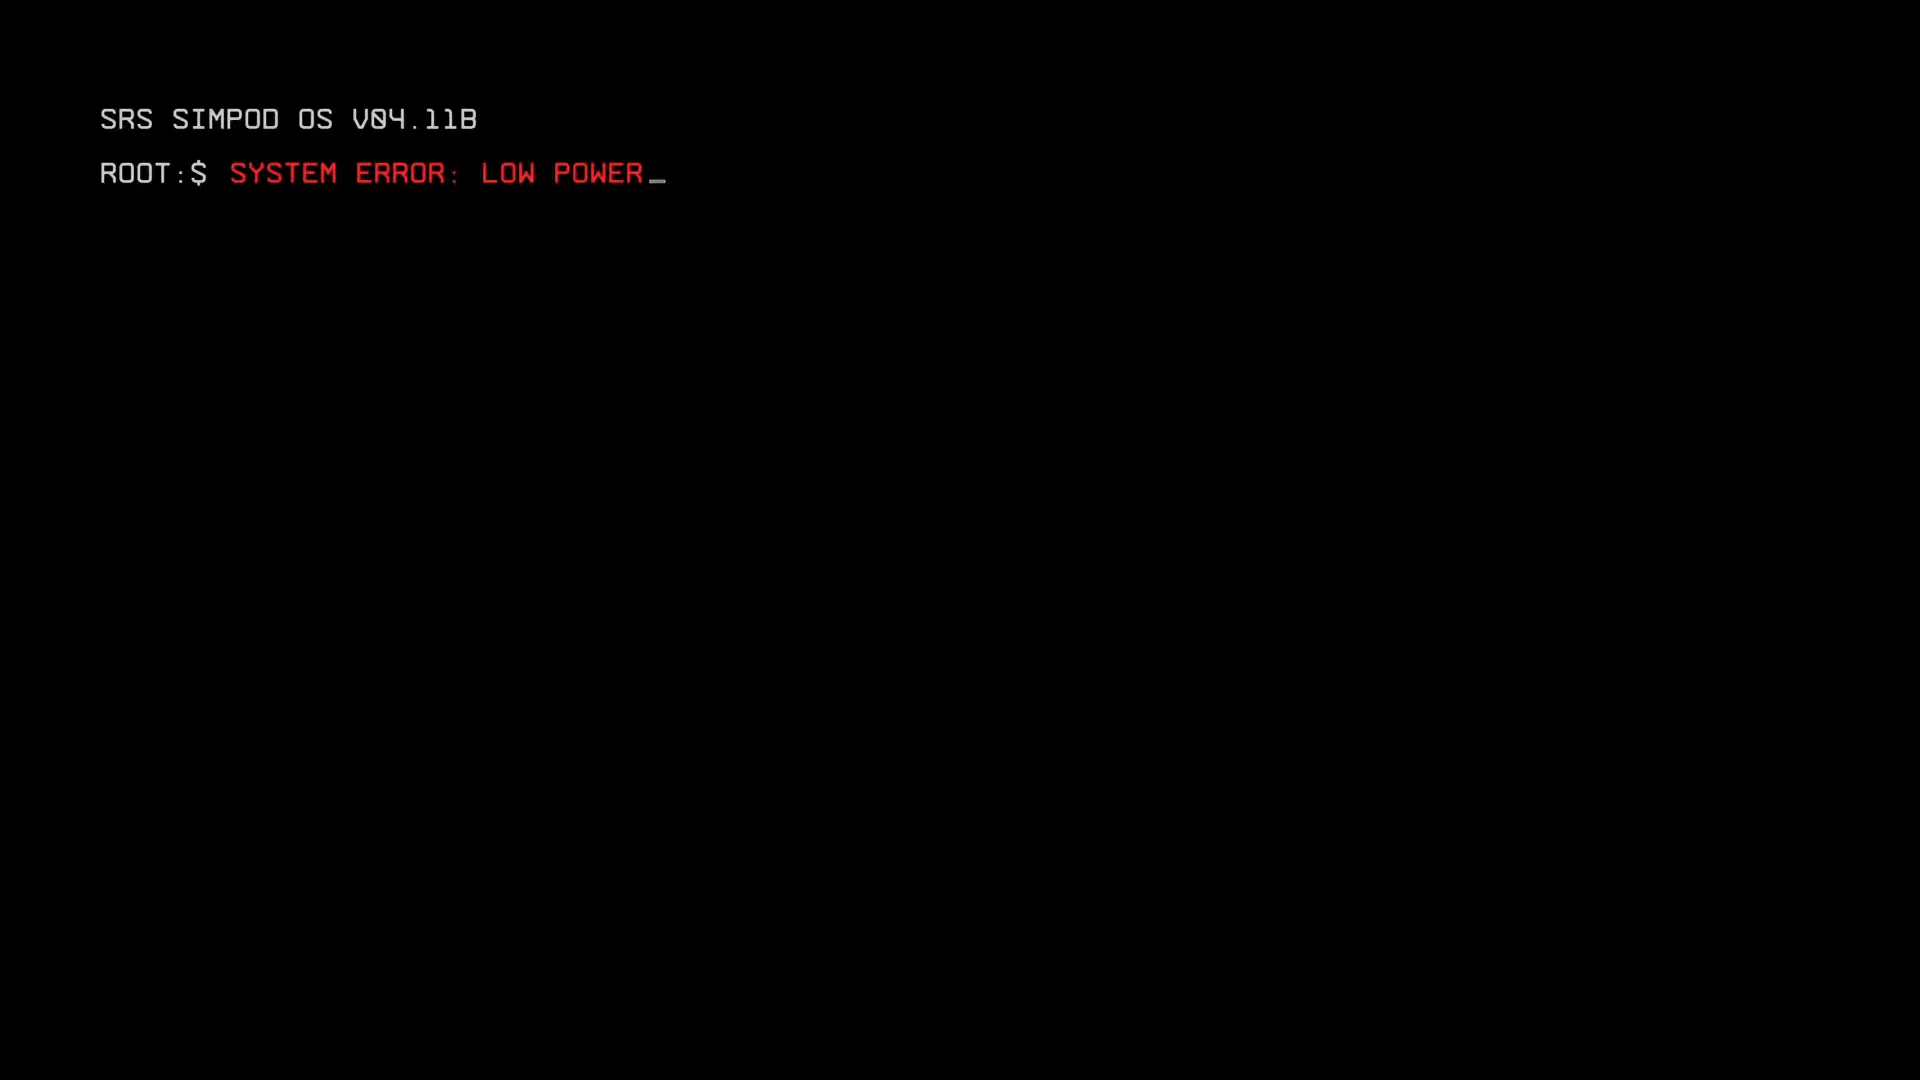 SRS SIMPOD OS V04.11B
ROOT:$ SYSTEM ERROR: LOW POWER_